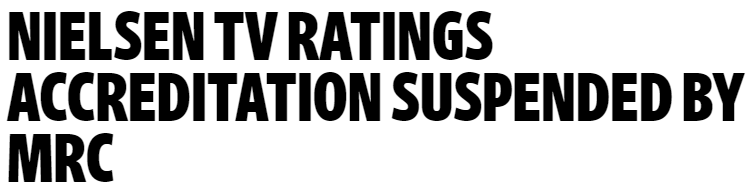 NIELSEN TV RATINGS
ACCREDITATION SUSPENDED BY
MRC